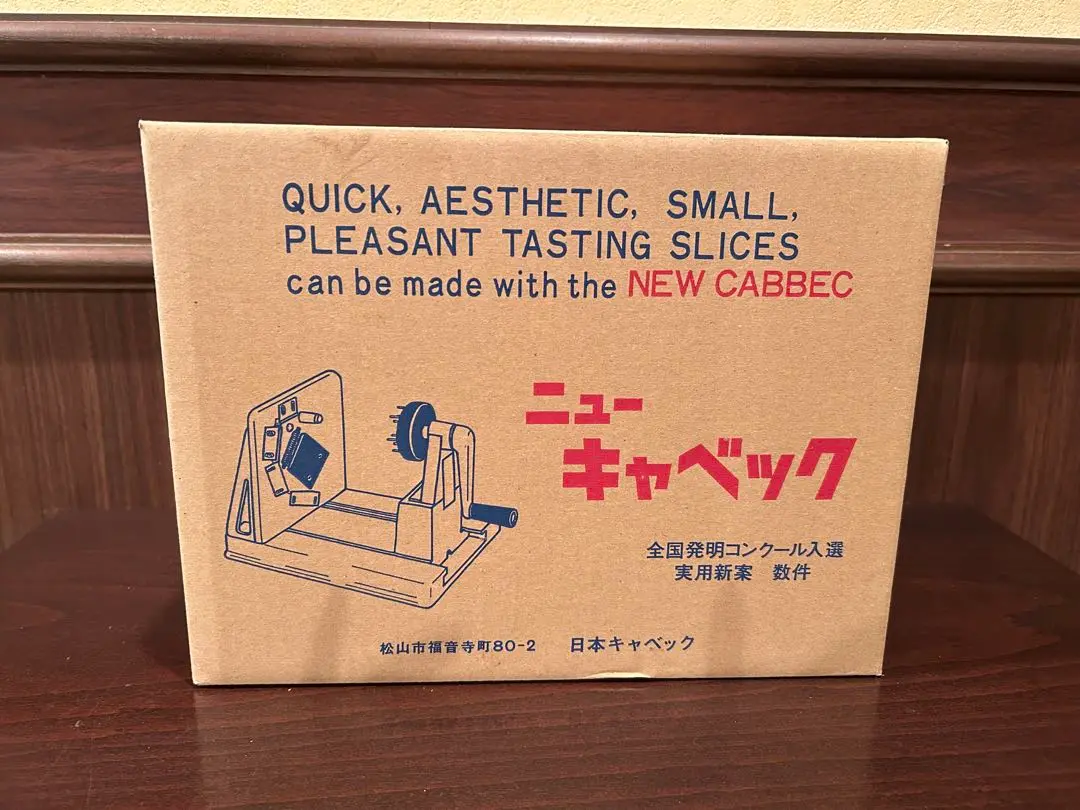 QUICK, AESTHETIC, SMALL,
PLEASANT TASTING SLICES
can be made with the NEW CABBEC
ニュー
キャベック
全国発明コンクール入選
実用新案 数件
松山市福音寺町80-2 日本キャベック